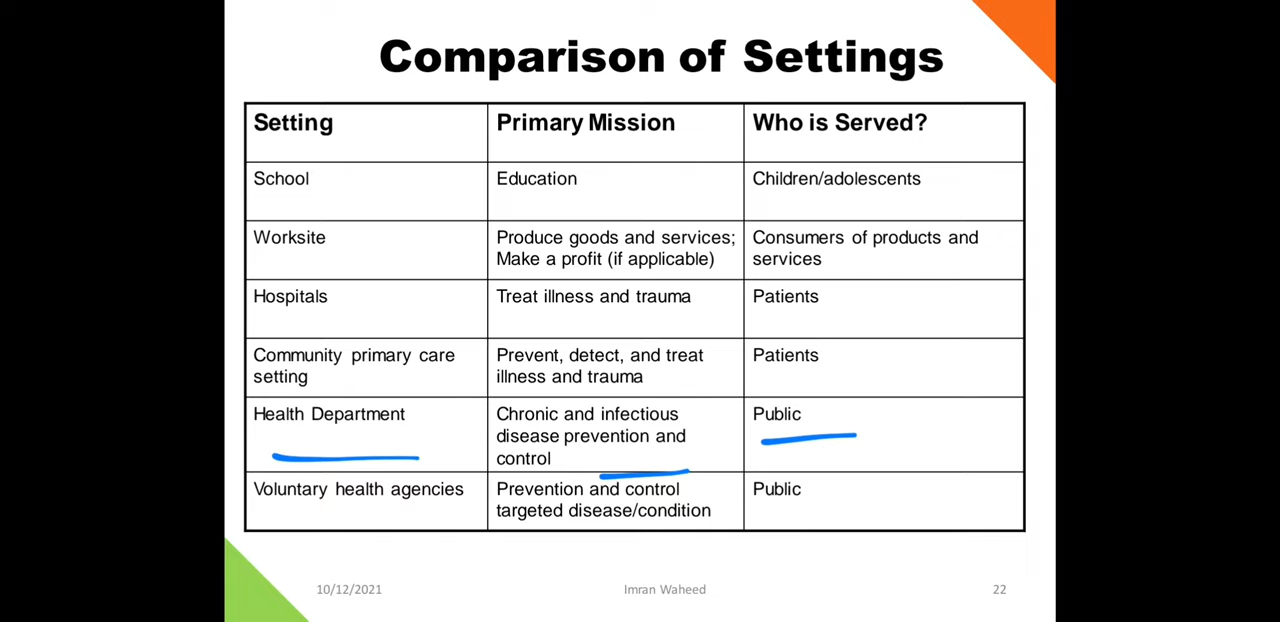 Comparison of Settings
Setting
Primary Mission
Who is Served?
School
Education
Children/adolescents
Worksite
Produce goods and services;
Make a profit (if applicable)
Consumers of products and
services
Hospitals
Treat illness and trauma
Patients
Community primary care
setting
Prevent, detect, and treat
illness and trauma
Patients
Health Department
Chronic and infectious
disease prevention and
control
Public
Voluntary health agencies
Prevention and control
targeted disease/condition
Public
10/12/2021
Imran Waheed
22